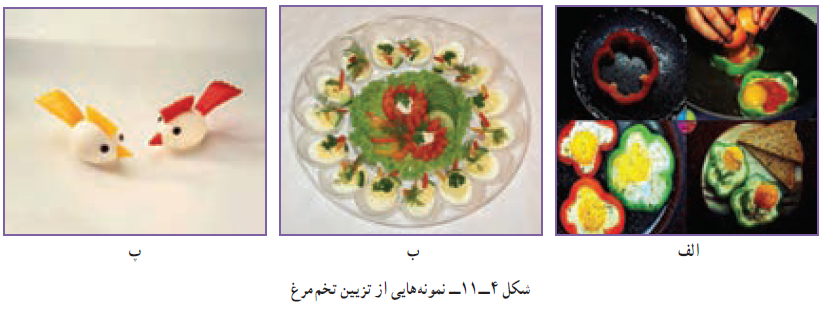 الف
ب
پ
شکل ۴ــ۱۱ــ نمونه‌هایی از تزیین تخم‌مرغ